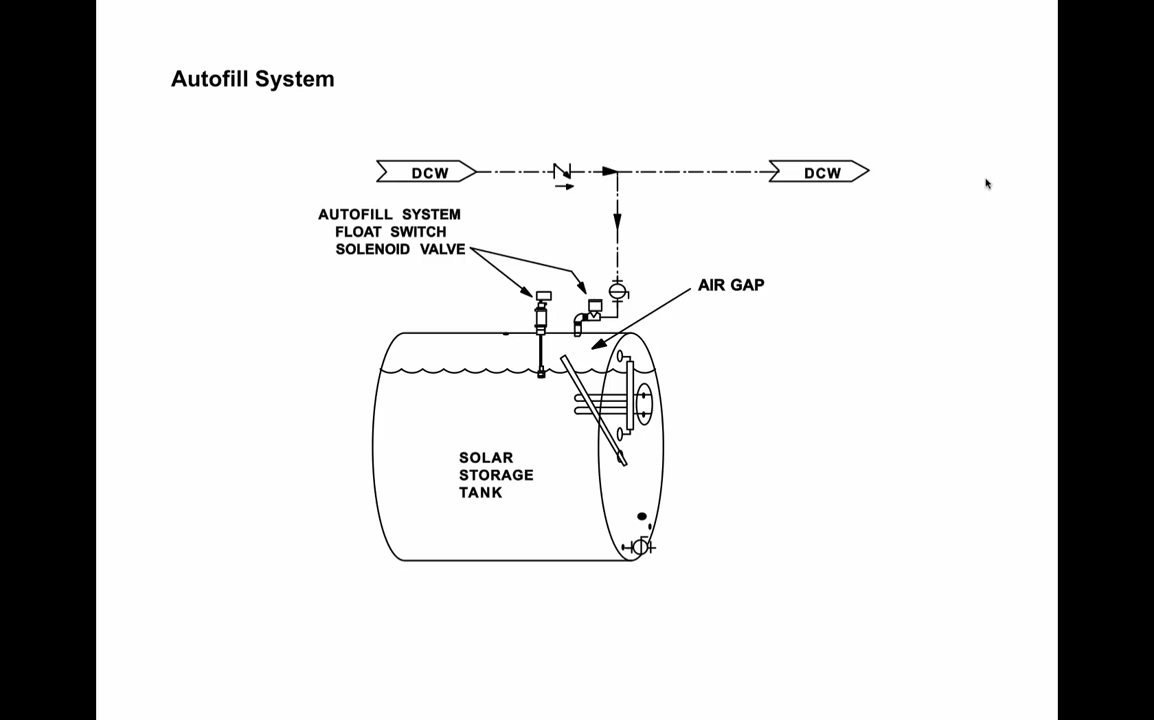 Autofill System
DCW
DCW
AUTOFILL SYSTEM
FLOAT SWITCH
SOLENOID VALVE
AIR GAP
SOLAR
STORAGE
TANK